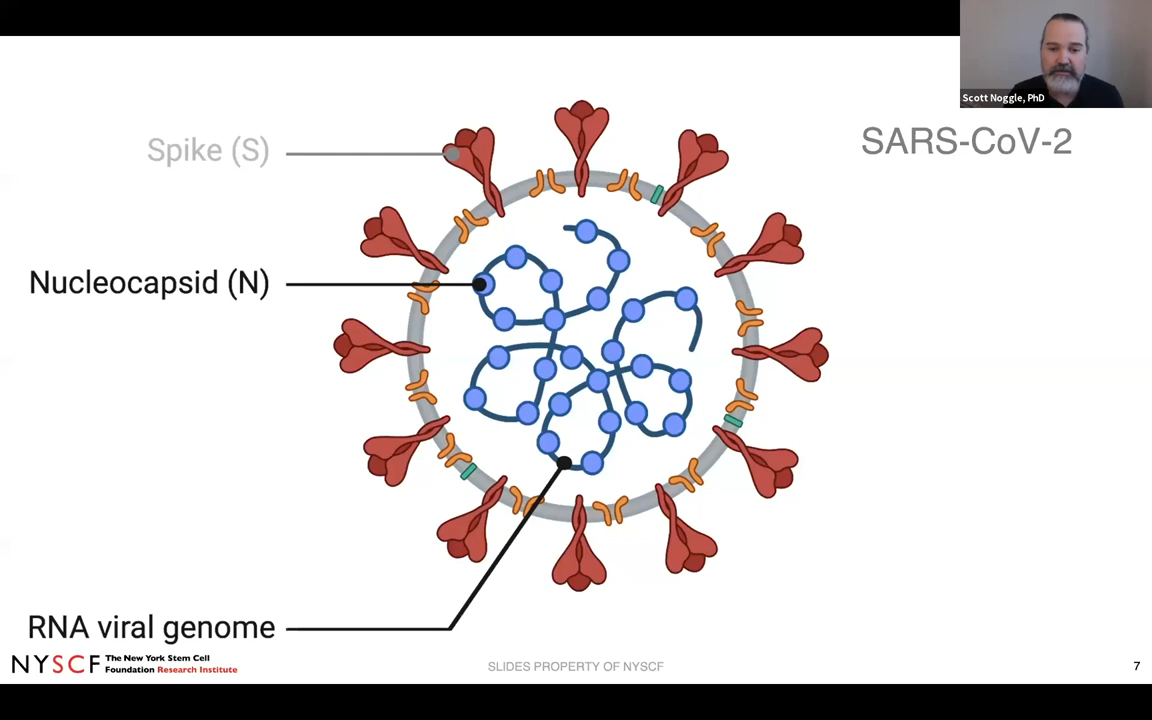 Scott Noggle, PhD
SARS-CoV-2
Spike (S)
Nucleocapsid (N)
RNA viral genome
NYSCF The New York Stem Cell
Foundation Research Institute
SLIDES PROPERTY OF NYSCF
7